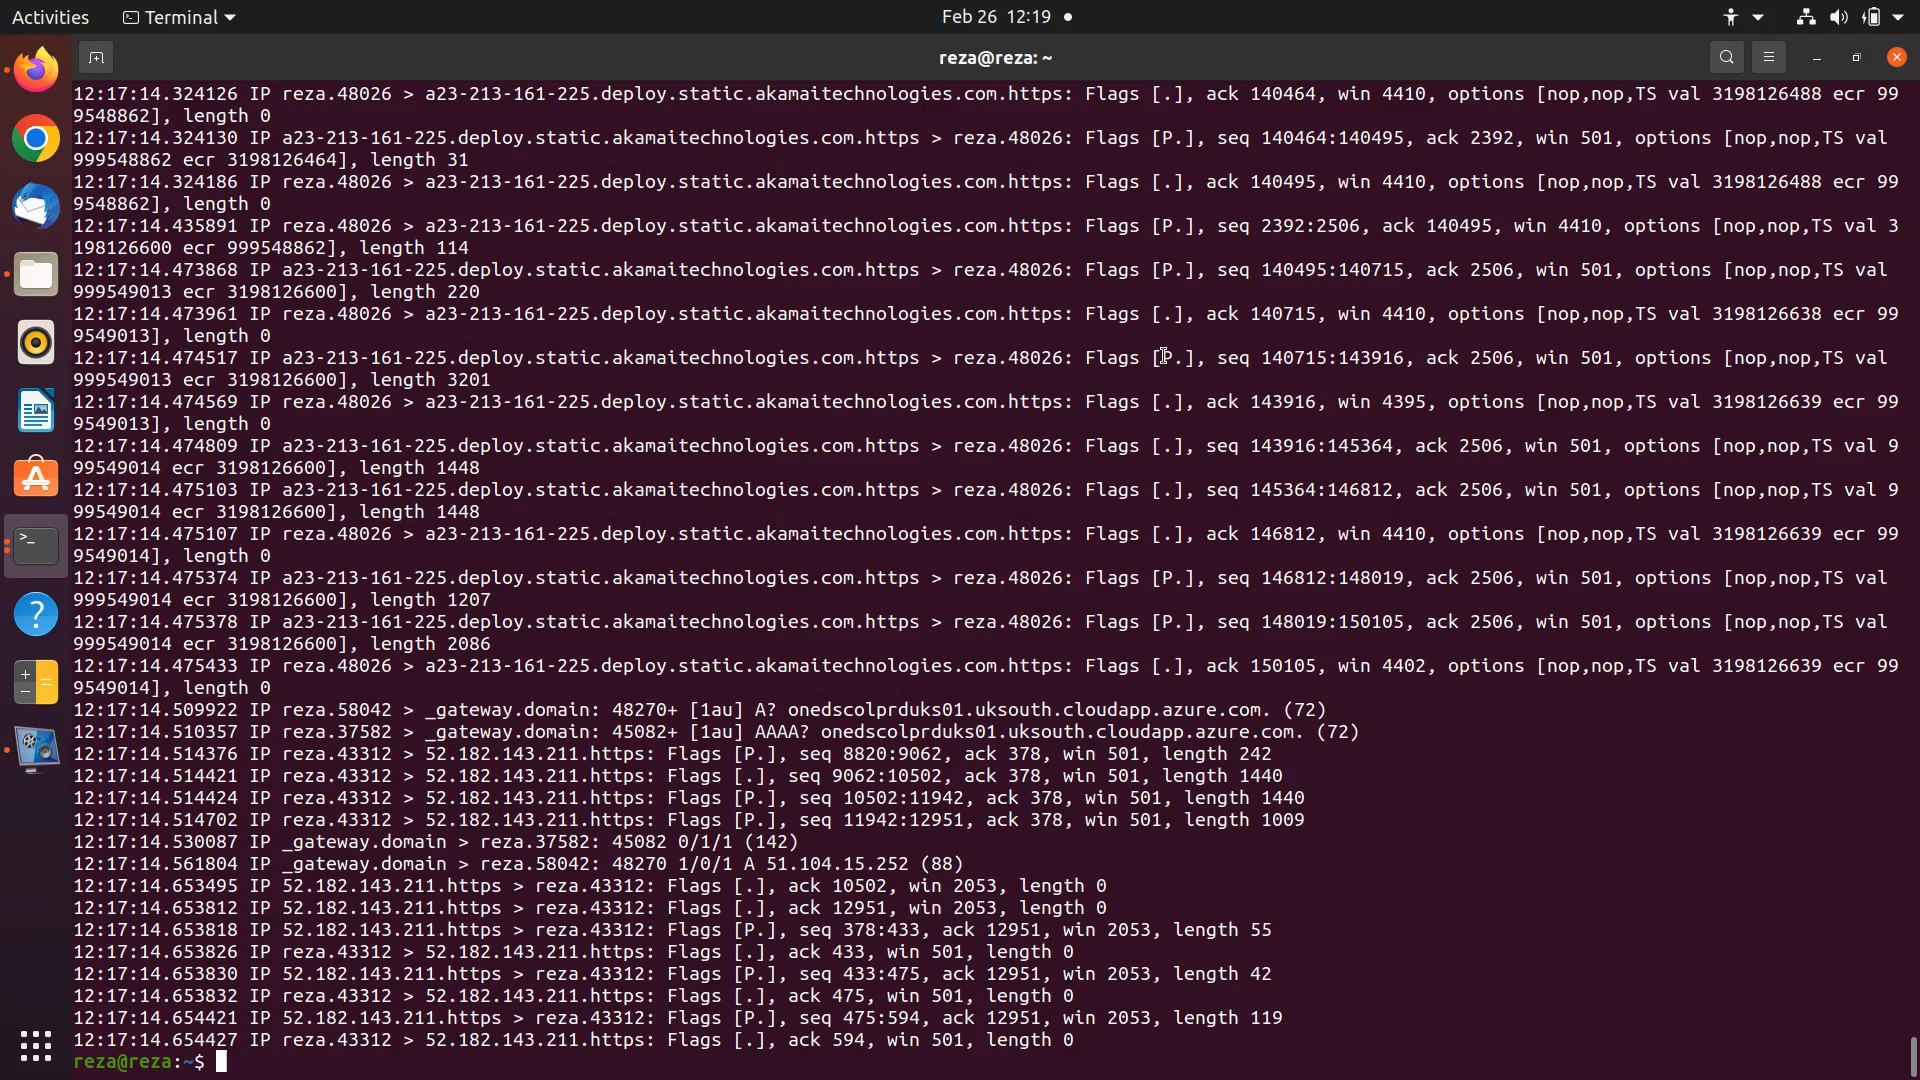 Activities Terminal Feb 26 12:19
reza@reza: ~
12:17:14.324126 IP reza.48026 > a23-213-161-225.deploy.static.akamaitechnologies.com.https: Flags [.], ack 140464, win 4410, options [nop,nop,TS val 3198126488 ecr 99
9548862], length 0
12:17:14.324130 IP a23-213-161-225.deploy.static.akamaitechnologies.com.https > reza.48026: Flags [P.], seq 140464:140495, ack 2392, win 501, options [nop,nop,TS val
999548862 ecr 3198126464], length 31
12:17:14.324186 IP reza.48026 > a23-213-161-225.deploy.static.akamaitechnologies.com.https: Flags [.], ack 140495, win 4410, options [nop,nop,TS val 3198126488 ecr 99
9548862], length 0
12:17:14.435891 IP reza.48026 > a23-213-161-225.deploy.static.akamaitechnologies.com.https: Flags [P.], seq 2392:2506, ack 140495, win 4410, options [nop,nop,TS val 3
198126600 ecr 999548862], length 114
12:17:14.473868 IP a23-213-161-225.deploy.static.akamaitechnologies.com.https > reza.48026: Flags [P.], seq 140495:140715, ack 2506, win 501, options [nop,nop,TS val
999549013 ecr 3198126600], length 220
12:17:14.473961 IP reza.48026 > a23-213-161-225.deploy.static.akamaitechnologies.com.https: Flags [.], ack 140715, win 4410, options [nop,nop,TS val 3198126638 ecr 99
9549013], length 0
12:17:14.474517 IP a23-213-161-225.deploy.static.akamaitechnologies.com.https > reza.48026: Flags [P.], seq 140715:143916, ack 2506, win 501, options [nop,nop,TS val
999549013 ecr 3198126600], length 3201
12:17:14.474569 IP reza.48026 > a23-213-161-225.deploy.static.akamaitechnologies.com.https: Flags [.], ack 143916, win 4395, options [nop,nop,TS val 3198126639 ecr 99
9549013], length 0
12:17:14.474809 IP a23-213-161-225.deploy.static.akamaitechnologies.com.https > reza.48026: Flags [.], seq 143916:145364, ack 2506, win 501, options [nop,nop,TS val 9
99549014 ecr 3198126600], length 1448
12:17:14.475103 IP a23-213-161-225.deploy.static.akamaitechnologies.com.https > reza.48026: Flags [.], seq 145364:146812, ack 2506, win 501, options [nop,nop,TS val 9
99549014 ecr 3198126600], length 1448
12:17:14.475107 IP reza.48026 > a23-213-161-225.deploy.static.akamaitechnologies.com.https: Flags [.], ack 146812, win 4410, options [nop,nop,TS val 3198126639 ecr 99
9549014], length 0
12:17:14.475374 IP a23-213-161-225.deploy.static.akamaitechnologies.com.https > reza.48026: Flags [P.], seq 146812:148019, ack 2506, win 501, options [nop,nop,TS val
999549014 ecr 3198126600], length 1207
12:17:14.475378 IP a23-213-161-225.deploy.static.akamaitechnologies.com.https > reza.48026: Flags [P.], seq 148019:150105, ack 2506, win 501, options [nop,nop,TS val
999549014 ecr 3198126600], length 2086
12:17:14.475433 IP reza.48026 > a23-213-161-225.deploy.static.akamaitechnologies.com.https: Flags [.], ack 150105, win 4402, options [nop,nop,TS val 3198126639 ecr 99
9549014], length 0
12:17:14.509922 IP reza.58042 > _gateway.domain: 48270+ [1au] A? onedscolprduks01.uksouth.cloudapp.azure.com. (72)
12:17:14.510357 IP reza.37582 > _gateway.domain: 45082+ [1au] AAAA? onedscolprduks01.uksouth.cloudapp.azure.com. (72)
12:17:14.514376 IP reza.43312 > 52.182.143.211.https: Flags [P.], seq 8820:9062, ack 378, win 501, length 242
12:17:14.514421 IP reza.43312 > 52.182.143.211.https: Flags [.], seq 9062:10502, ack 378, win 501, length 1440
12:17:14.514424 IP reza.43312 > 52.182.143.211.https: Flags [P.], seq 10502:11942, ack 378, win 501, length 1440
12:17:14.514702 IP reza.43312 > 52.182.143.211.https: Flags [P.], seq 11942:12951, ack 378, win 501, length 1009
12:17:14.530087 IP _gateway.domain > reza.37582: 45082 0/1/1 (142)
12:17:14.561804 IP _gateway.domain > reza.58042: 48270 1/0/1 A 51.104.15.252 (88)
12:17:14.653495 IP 52.182.143.211.https > reza.43312: Flags [.], ack 10502, win 2053, length 0
12:17:14.653812 IP 52.182.143.211.https > reza.43312: Flags [.], ack 12951, win 2053, length 0
12:17:14.653818 IP 52.182.143.211.https > reza.43312: Flags [P.], seq 378:433, ack 12951, win 2053, length 55
12:17:14.653826 IP reza.43312 > 52.182.143.211.https: Flags [.], ack 433, win 501, length 0
12:17:14.653830 IP 52.182.143.211.https > reza.43312: Flags [P.], seq 433:475, ack 12951, win 2053, length 42
12:17:14.653832 IP reza.43312 > 52.182.143.211.https: Flags [.], ack 475, win 501, length 0
12:17:14.654421 IP 52.182.143.211.https > reza.43312: Flags [P.], seq 475:594, ack 12951, win 2053, length 119
12:17:14.654427 IP reza.43312 > 52.182.143.211.https: Flags [.], ack 594, win 501, length 0
reza@reza:~$